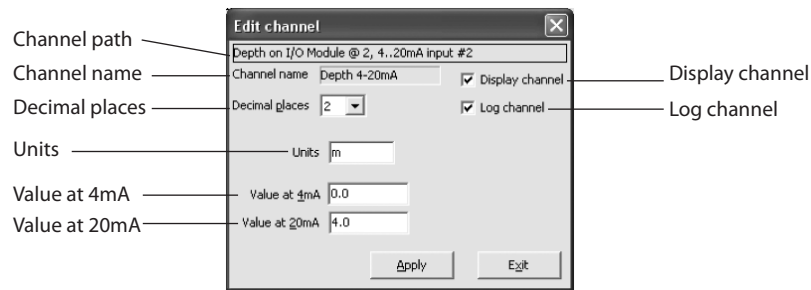 Edit channel
Channel path
Depth on I/O Module @ 2, 4..20mA input #2
Channel name
Channel name Depth 4-20mA
Display channel
Display channel
Decimal places
Decimal places 2
Log channel
Log channel
Units
Units m
Value at 4mA
Value at 4mA 0.0
Value at 20mA
Value at 20mA 4.0
Apply Exit